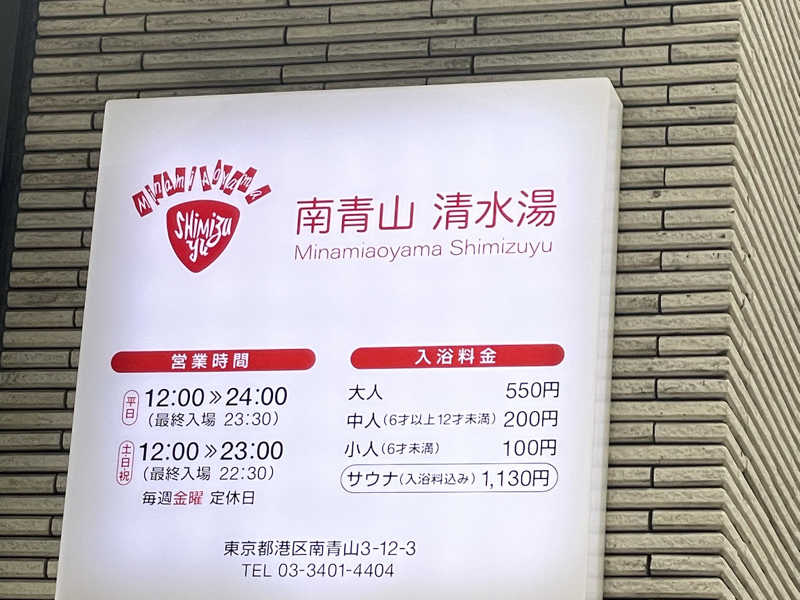 Minami Aoyama
SHiMiZU
YU
南青山 清水湯
Minamiaoyama Shimizuyu
営業時間
平日 12:00 » 24:00
(最終入場 23:30)
土・日・祝 12:00 » 23:00
(最終入場 22:30)
毎週金曜 定休日
入浴料金
大人 550円
中人(6才以上12才未満) 200円
小人(6才未満) 100円
サウナ(入浴料込み) 1,130円
東京都港区南青山3-12-3
TEL 03-3401-4404